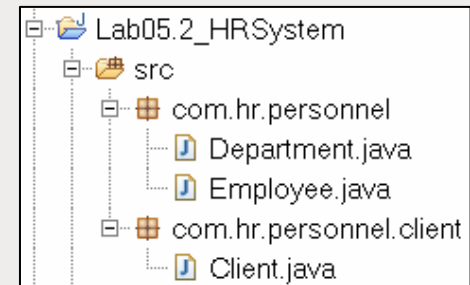 Lab05.2_HRSystem
src
com.hr.personnel
J Department.java
J Employee.java
com.hr.personnel.client
J Client.java